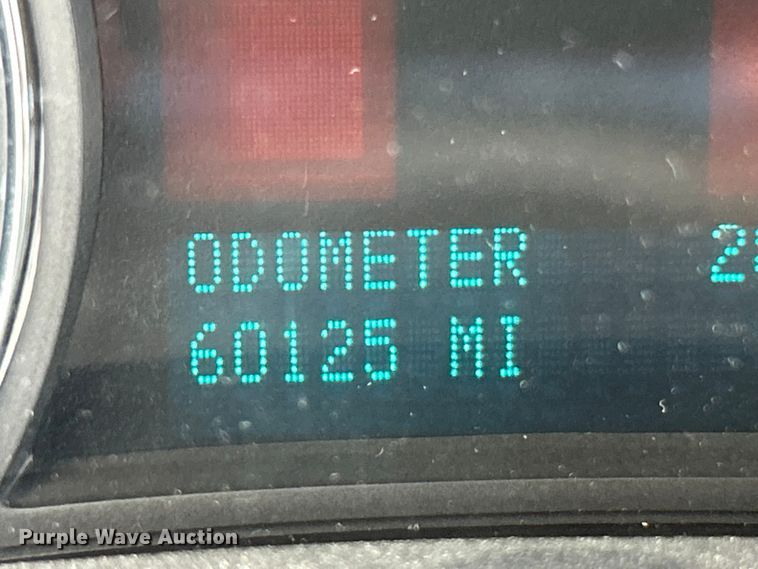 ODOMETER
60125 MI
Purple Wave Auction